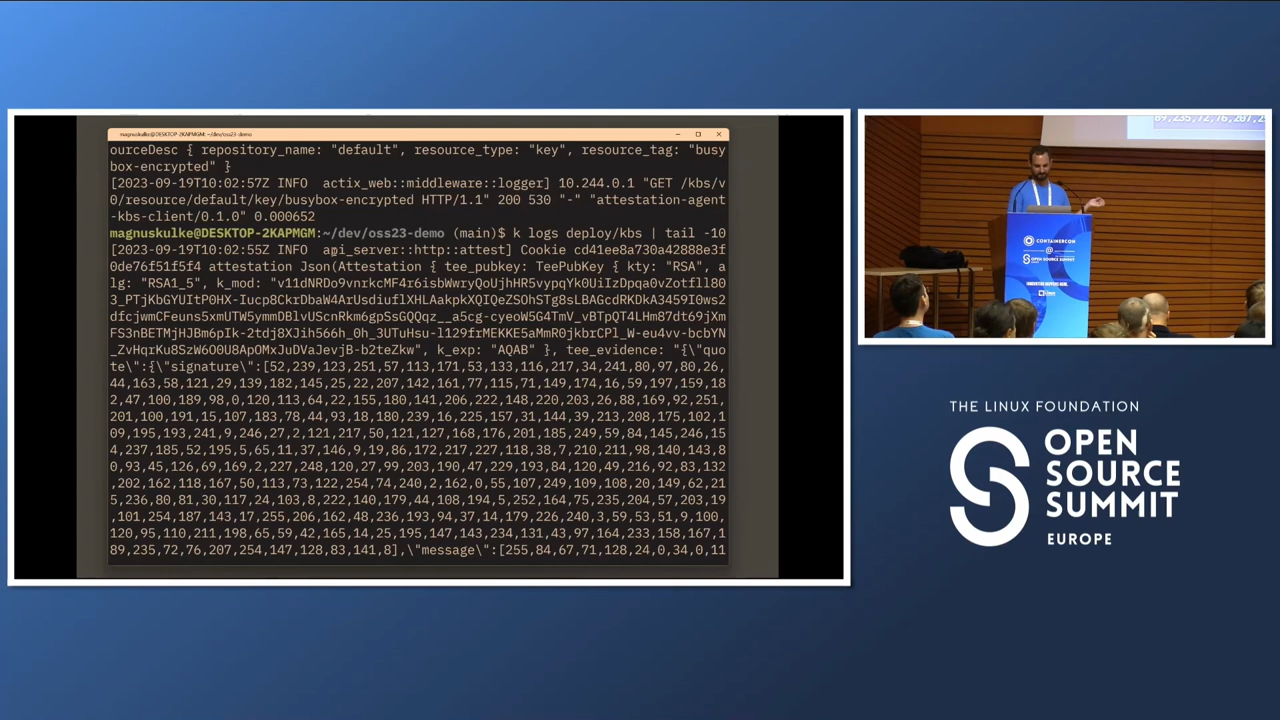 magnuskulke@DESKTOP-2KAPMGM: ~/dev/oss23-demo
ourceDesc { repository_name: "default", resource_type: "key", resource_tag: "busy
box-encrypted" }
[2023-09-19T10:02:57Z INFO  actix_web::middleware::logger] 10.244.0.1 "GET /kbs/v
0/resource/default/key/busybox-encrypted HTTP/1.1" 200 530 "-" "attestation-agent
-kbs-client/0.1.0" 0.000652
magnuskulke@DESKTOP-2KAPMGM:~/dev/oss23-demo (main)$ k logs deploy/kbs | tail -10
[2023-09-19T10:02:55Z INFO  api_server::http::attest] Cookie cd41ee8a730a42888e3f
0de76f51f5f4 attestation Json(Attestation { tee_pubkey: TeePubKey { kty: "RSA", a
lg: "RSA1_5", k_mod: "v11dNRDo9vnrkcMF4r6isbWwryQoUjhHR5vypqYk0UiIzDpqa0vZotfll803
_PTjKbGYUItP0HX-Iucp8CkrDbaW4ArUsdiuflXHLAakpkXQIQeZSOhSTg8sLBAGcdRKDkA3459I0ws2
dfcjwmCFeuns5xmUTW5ymmDBlvUScnRkm6gpSsGQQqz__a5cg-cyeoW5G4TmV_vBTpQT4LHm87dt69jXm
FS3nBETMjHJBm6pIk-2tdj8XJih566h_0h_3UTuHsu-l129frMEKKE5aMmR0jkbrCPl_W-eu4vv-bcbYN
_ZvHqrKu8SzW6O0U8ApOMxJuDVaJevjB-b2teZkw", k_exp: "AQAB" }, tee_evidence: "{\"quo
te\":{\"signature\":[52,239,123,251,57,113,171,53,133,116,217,34,241,80,97,80,26,
44,163,58,121,29,139,182,145,25,22,207,142,161,77,115,71,149,174,16,59,197,159,18
2,47,100,189,98,0,120,113,64,22,155,180,141,206,222,148,220,203,26,88,169,92,251,
201,100,191,15,107,183,78,44,93,18,180,239,16,225,157,31,144,39,213,208,175,102,1
09,195,193,241,9,246,27,2,121,217,50,121,127,168,176,201,185,249,59,84,145,246,15
4,237,185,52,195,5,65,11,37,146,9,19,86,192,217,227,118,38,7,210,211,98,140,143,8
0,93,45,126,69,169,2,227,248,120,27,99,203,190,47,229,193,84,120,49,216,92,83,132
,202,162,118,167,50,113,73,122,254,74,240,2,162,0,55,107,249,109,108,20,149,62,21
5,236,80,81,30,117,24,103,8,222,140,179,44,108,194,5,252,164,75,235,204,57,203,19
,101,254,187,143,17,255,206,162,48,236,193,94,37,14,179,226,240,3,59,53,51,9,100,
120,95,110,211,198,65,59,42,165,14,25,195,147,143,234,131,43,97,164,233,158,167,1
89,235,72,76,207,254,147,128,83,141,8],\"message\":[255,84,67,71,128,24,0,34,0,11
89,235,72,76,207,2
CONTAINERCON
@
OPEN SOURCE SUMMIT
THE LINUX FOUNDATION
OPEN
SOURCE
SUMMIT
EUROPE